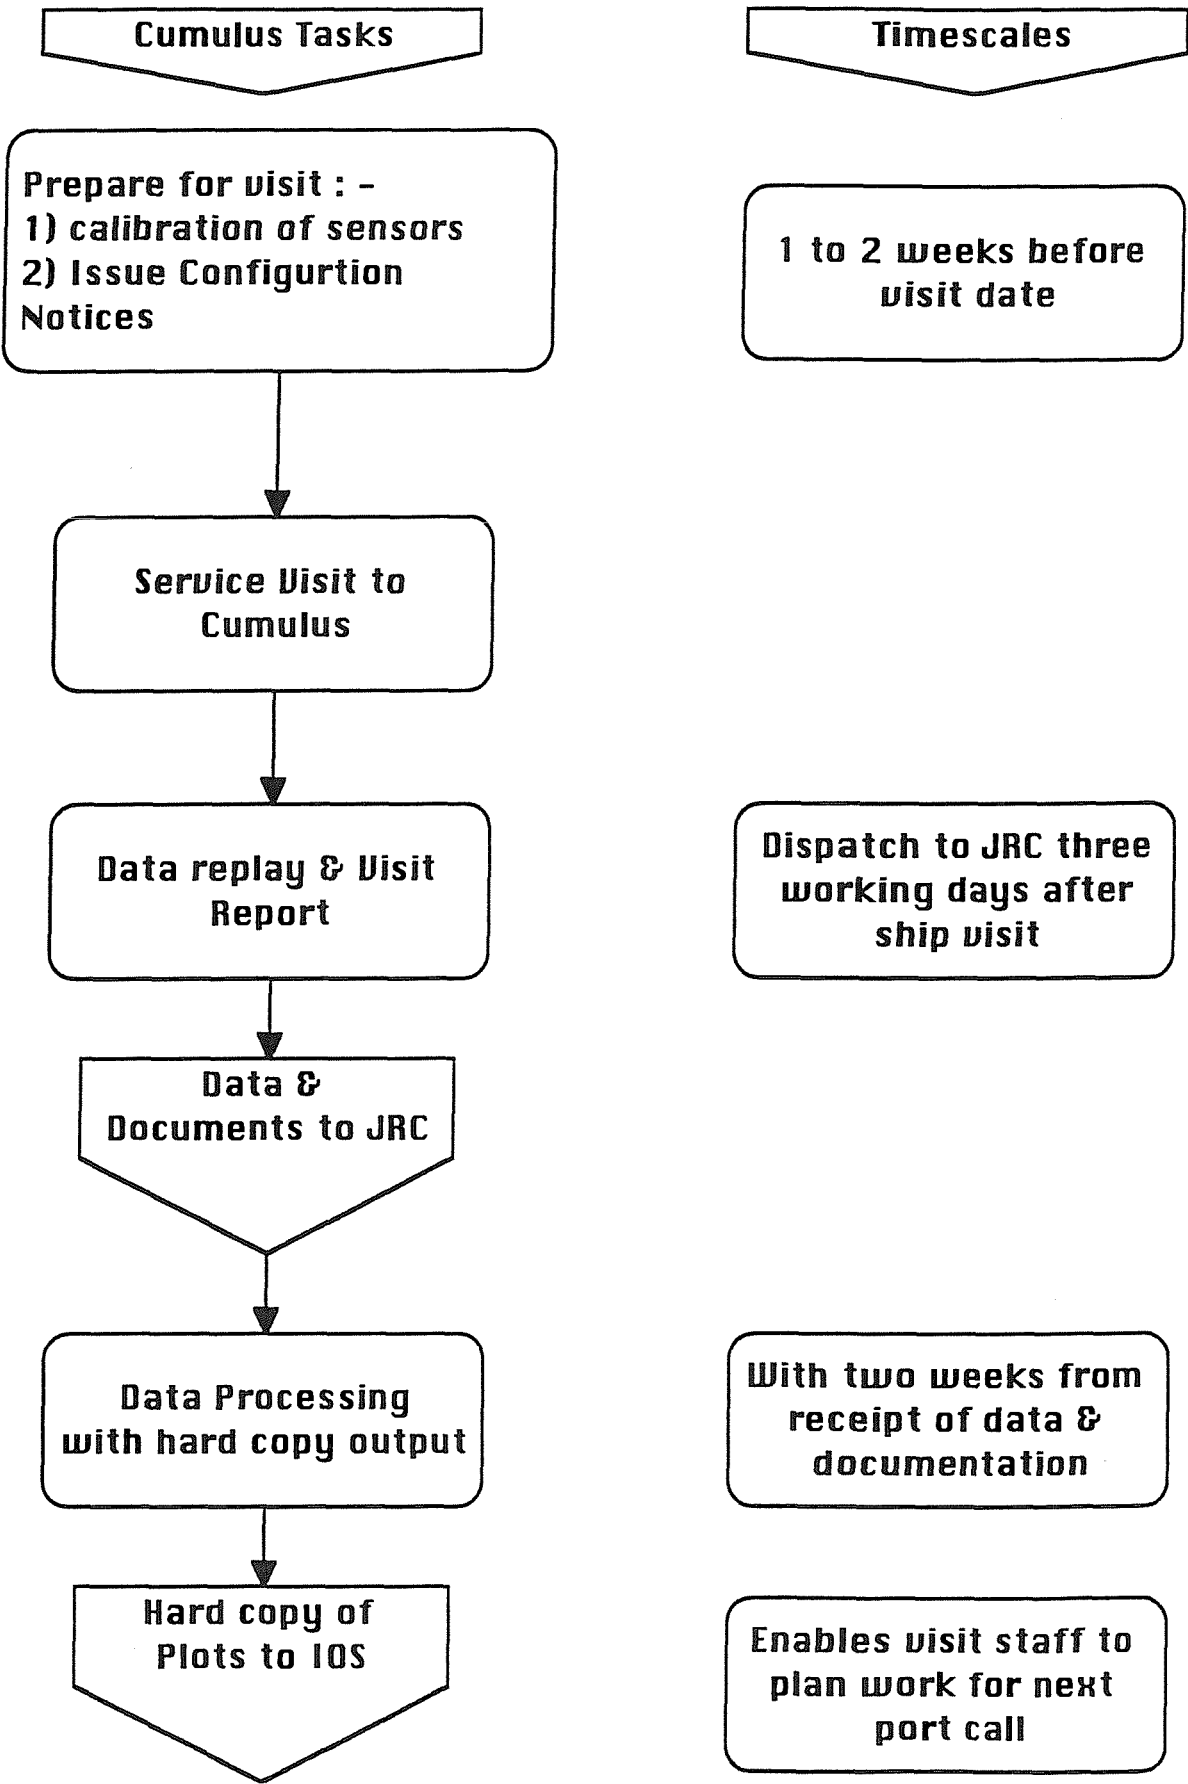 Cumulus Tasks
Timescales
Prepare for visit : -
1) calibration of sensors
2) Issue Configurtion
Notices
1 to 2 weeks before
visit date
Service Visit to
Cumulus
Data replay & Visit
Report
Dispatch to JRC three
working days after
ship visit
Data &
Documents to JRC
Data Processing
with hard copy output
With two weeks from
receipt of data &
documentation
Hard copy of
Plots to IOS
Enables visit staff to
plan work for next
port call